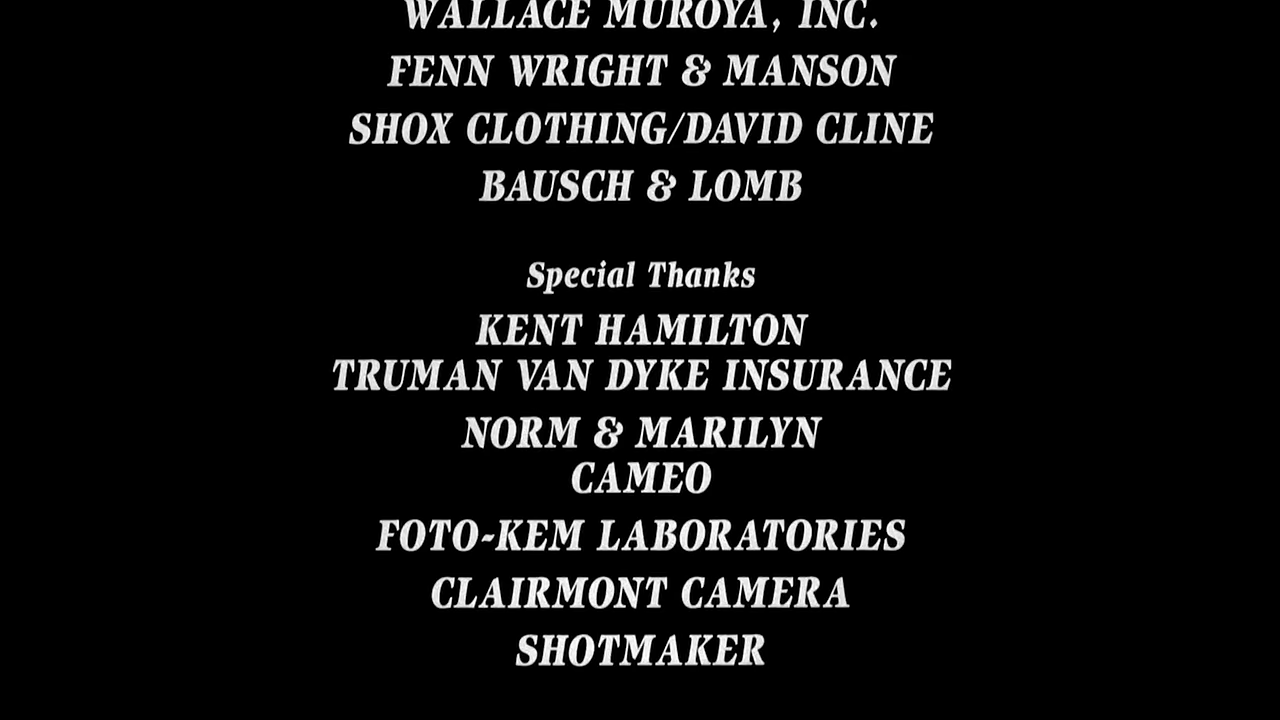 WALLACE MUROYA, INC.
FENN WRIGHT & MANSON
SHOX CLOTHING/DAVID CLINE
BAUSCH & LOMB
Special Thanks
KENT HAMILTON
TRUMAN VAN DYKE INSURANCE
NORM & MARILYN
CAMEO
FOTO-KEM LABORATORIES
CLAIRMONT CAMERA
SHOTMAKER